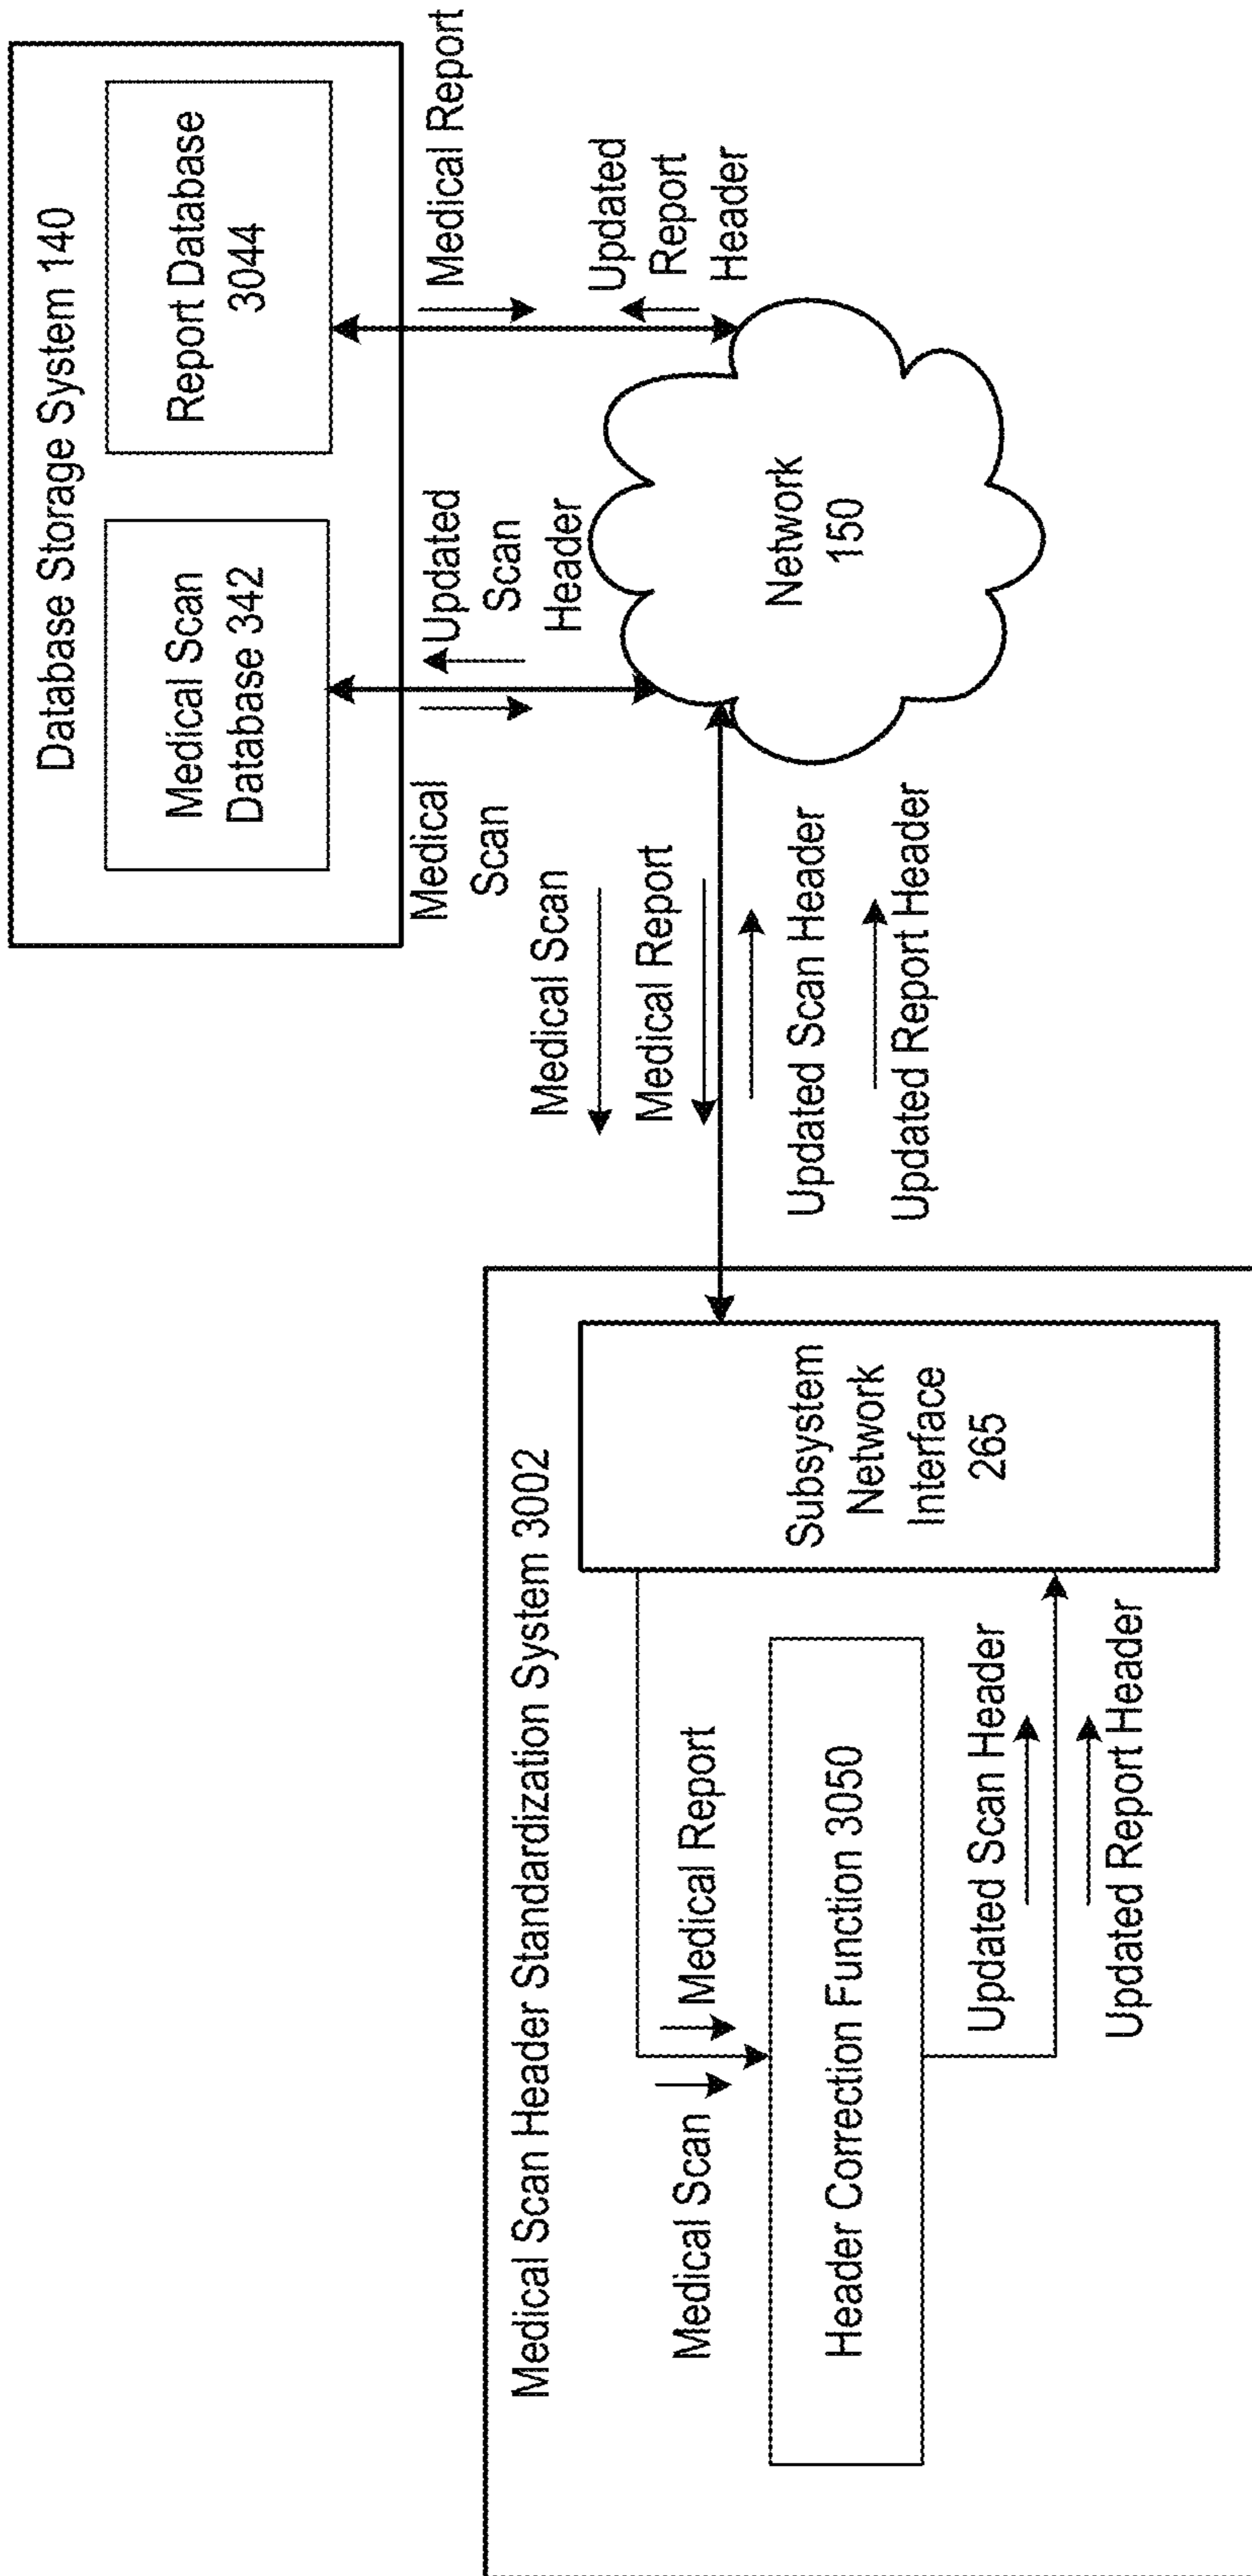 Database Storage System 140
Medical Scan
Database 342
Report Database
3044
Medical
Scan
Updated
Scan
Header
Medical Report
Updated
Report
Header
Network
150
Medical Scan
Medical Report
Updated Scan Header
Updated Report Header
Medical Scan Header Standardization System 3002
Subsystem
Network
Interface
265
Medical Scan
Medical Report
Header Correction Function 3050
Updated Scan Header
Updated Report Header